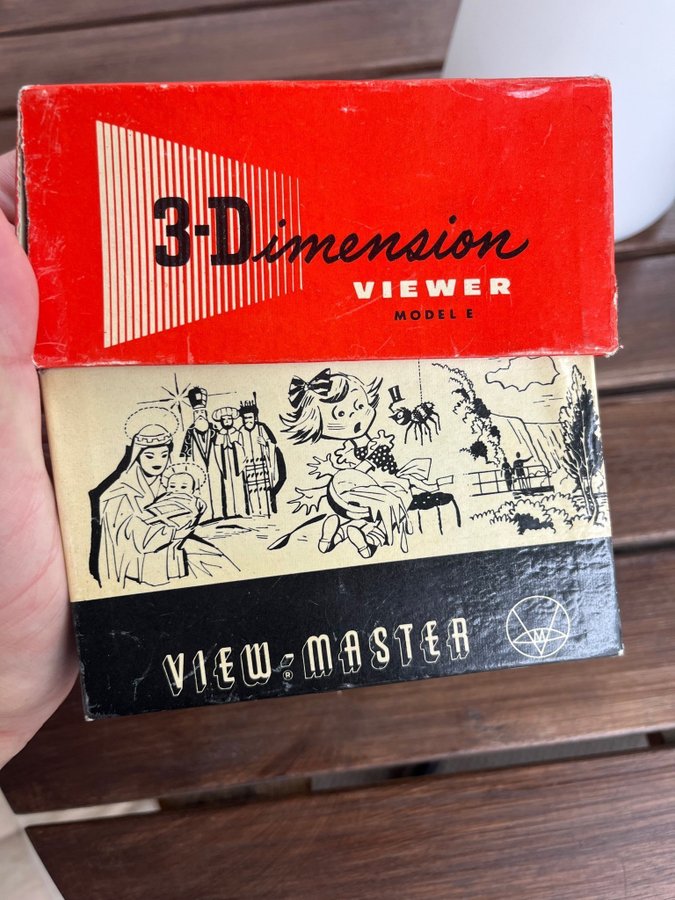 3-Dimension
VIEWER
MODEL E
VIEW-MASTER
®
M